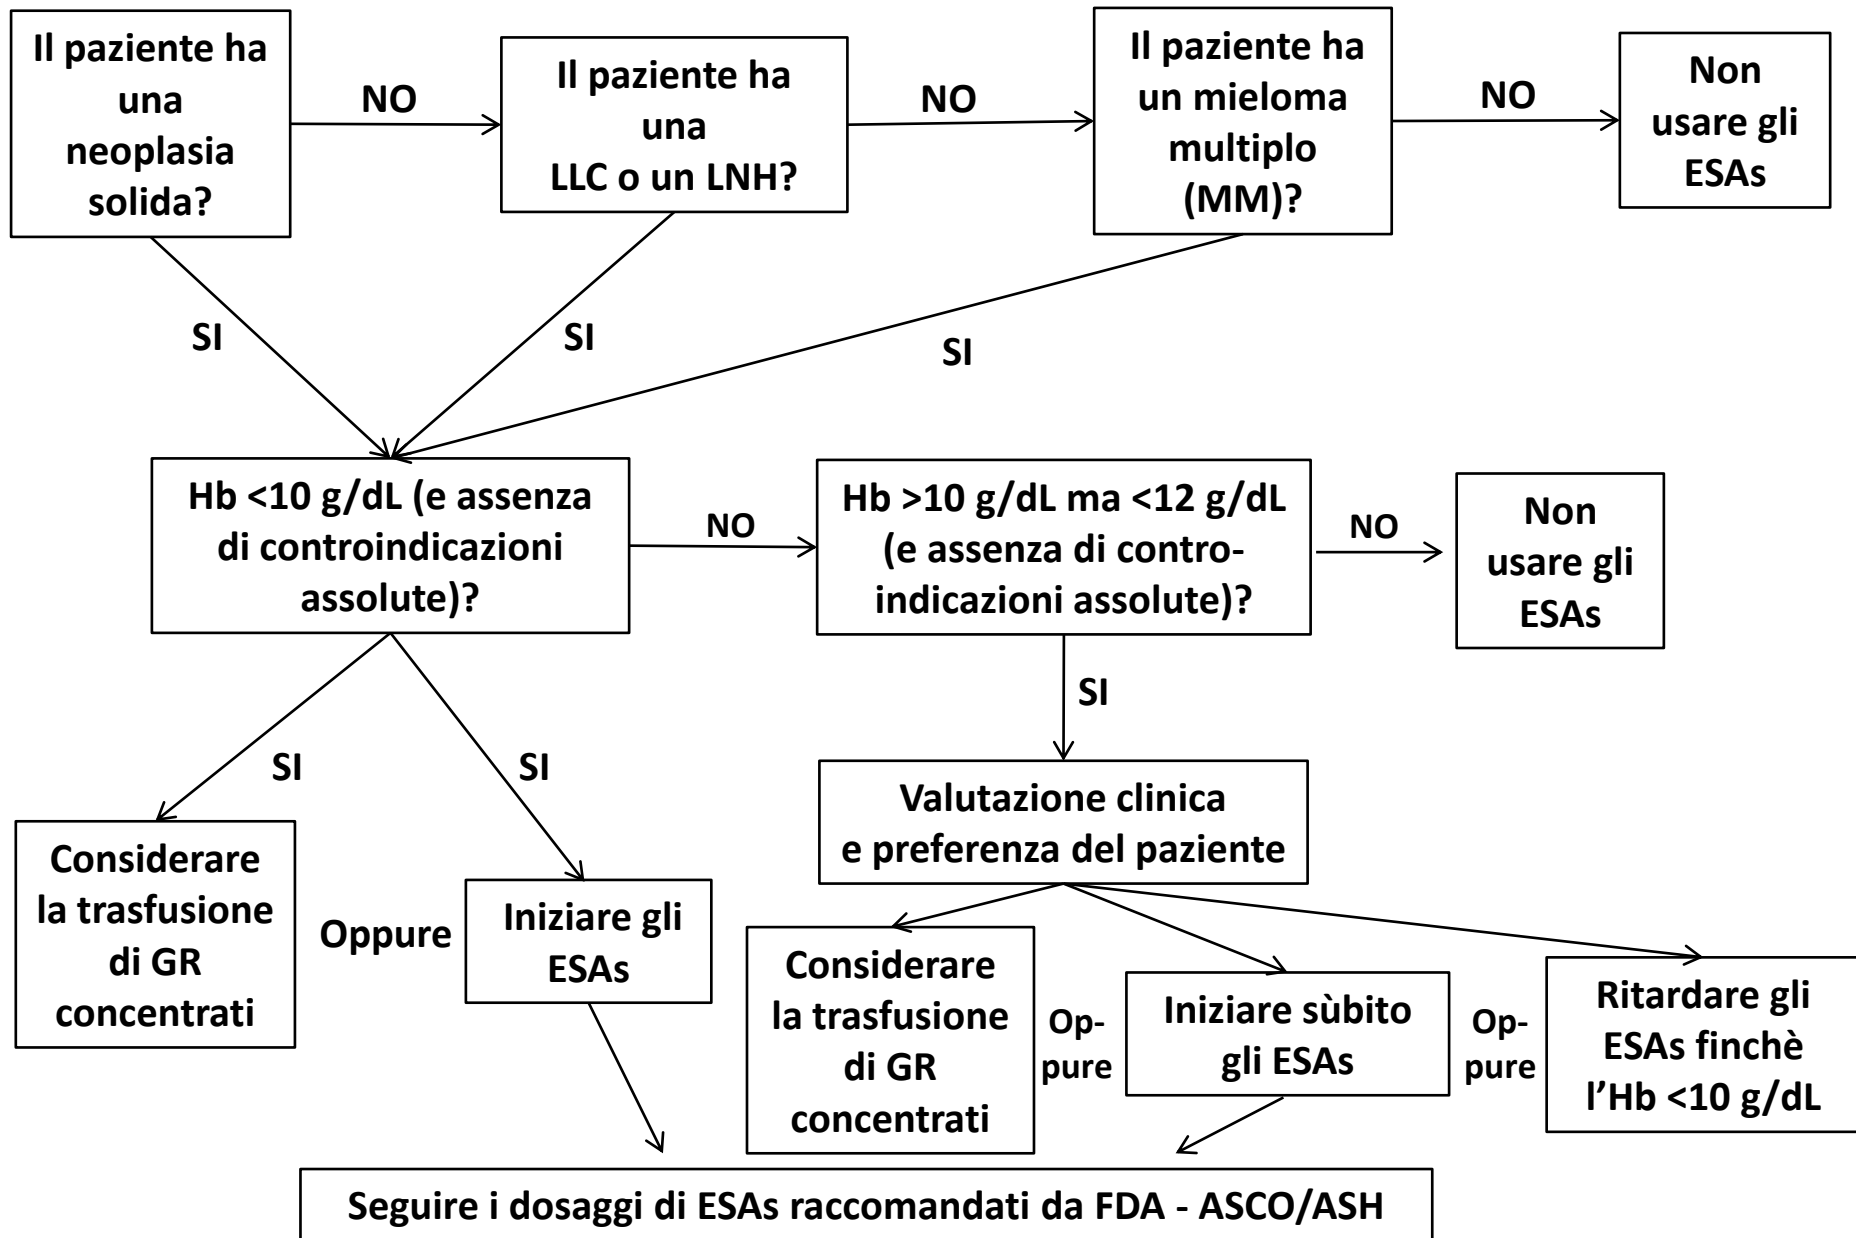 Il paziente ha
una
neoplasia
solida?
NO
Il paziente ha
una
LLC o un LNH?
NO
Il paziente ha
un mieloma
multiplo
(MM)?
NO
Non
usare gli
ESAs
SI
SI
SI
Hb <10 g/dL (e assenza
di controindicazioni
assolute)?
NO
Hb >10 g/dL ma <12 g/dL
(e assenza di contro-
indicazioni assolute)?
NO
Non
usare gli
ESAs
SI
SI
SI
Valutazione clinica
e preferenza del paziente
Considerare
la trasfusione
di GR
concentrati
Oppure
Iniziare gli
ESAs
Considerare
la trasfusione
di GR
concentrati
Op-
pure
Iniziare sùbito
gli ESAs
Op-
pure
Ritardare gli
ESAs finchè
l’Hb <10 g/dL
Seguire i dosaggi di ESAs raccomandati da FDA - ASCO/ASH